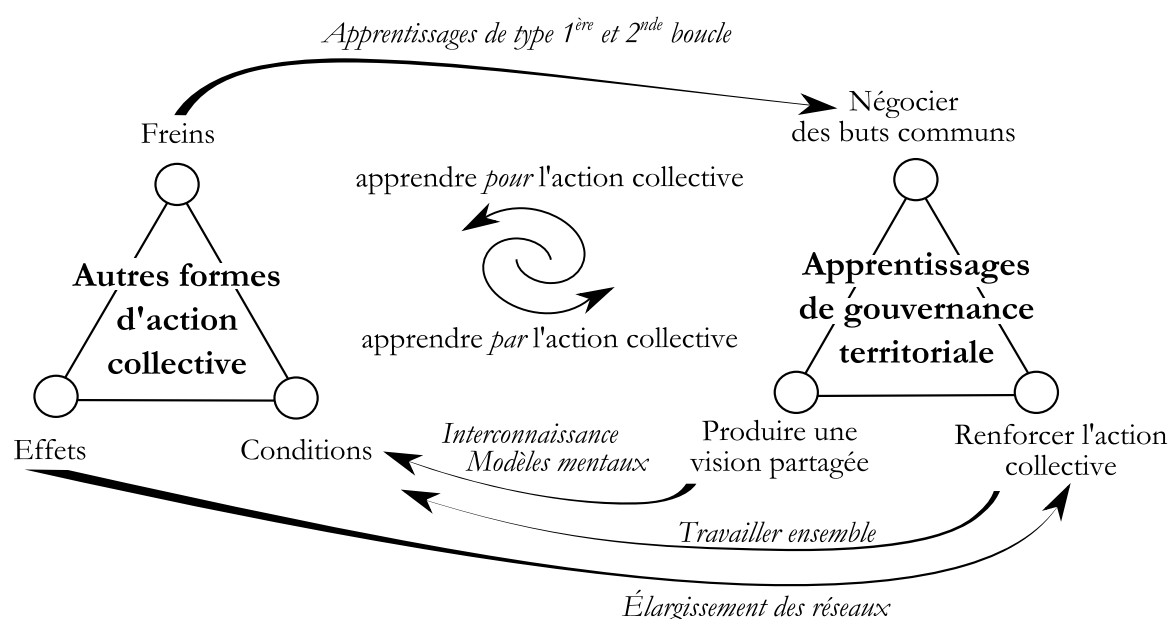 Apprentissages de type 1ère et 2nde boucle
Freins
Négocier
des buts communs
apprendre pour l'action collective
Autres formes
d'action
collective
Apprentissages
de gouvernance
territoriale
apprendre par l'action collective
Effets
Conditions
Interconnaissance
Modèles mentaux
Produire une
vision partagée
Renforcer l'action
collective
Travailler ensemble
Élargissement des réseaux